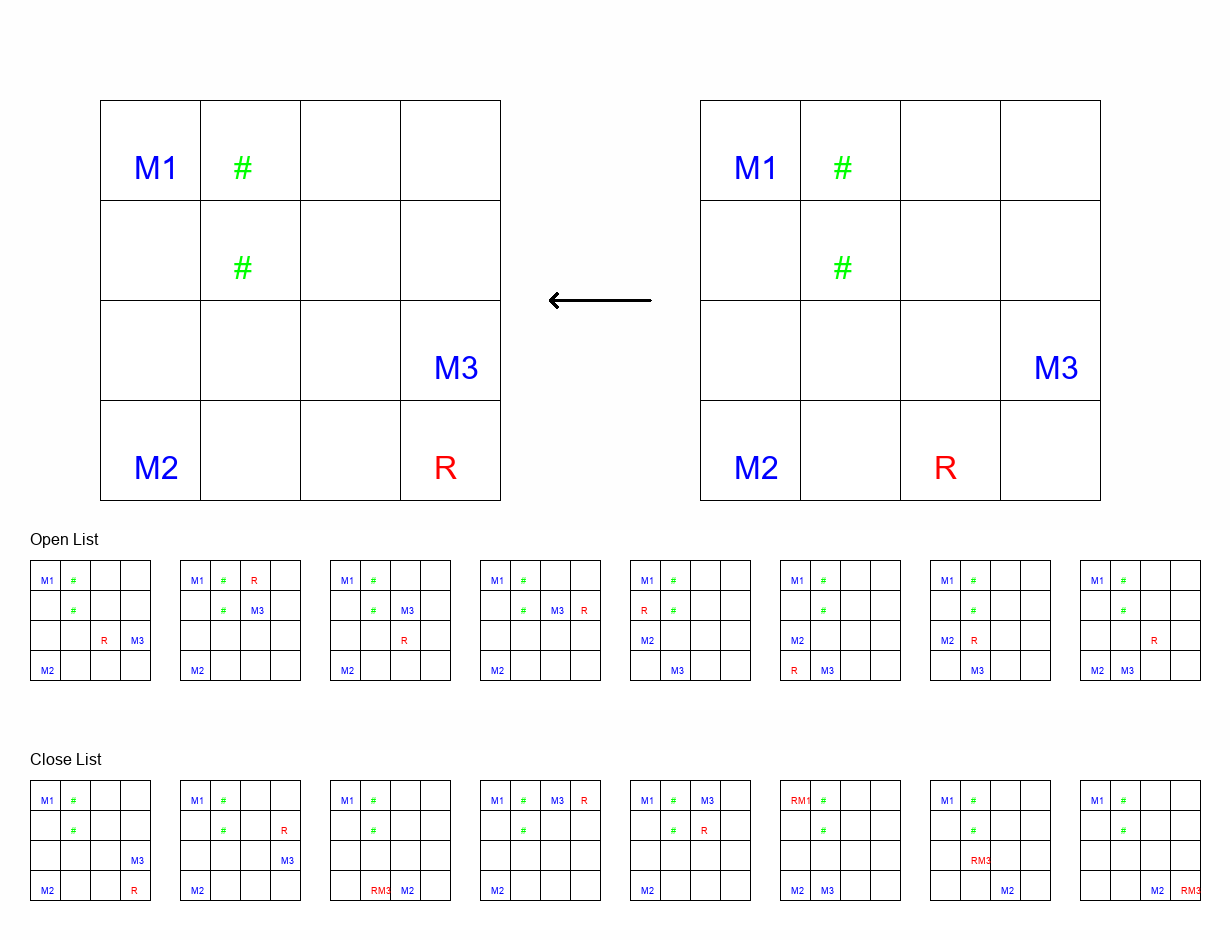 M1 # M1 #
# #
M3 M3
M2 R M2 R
Open List
M1 # M1 # R M1 # M1 # M1 # M1 # M1 # M1 #
# # M3 # M3 # M3 R R # # # #
R M3 R M2 M2 M2 R R
M2 M2 M2 M2 M3 R M3 M3 M2 M3
Close List
M1 # M1 # M1 # M1 # M3 R M1 # M3 RM1 # M1 # M1 #
# # R # # # R # # #
M3 M3 RM3
M2 R M2 RM3 M2 M2 M2 M2 M3 M2 M2 RM3